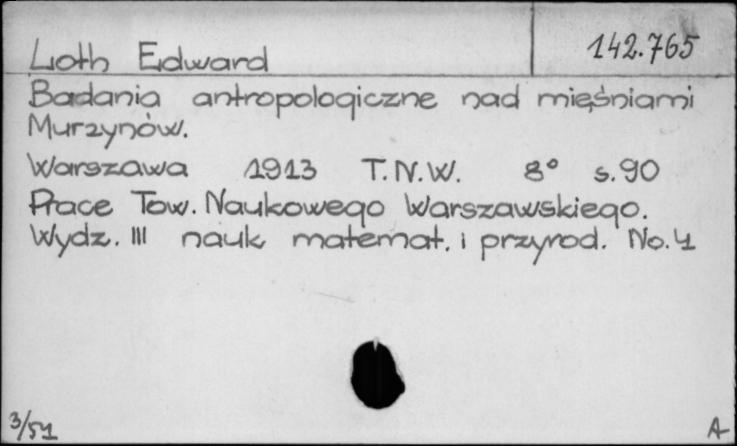 Loth Edward 142.765
Badania antropologiczne nad mięśniami
Murzynów.
Warszawa 1913 T.N.W. 8° s. 90
Prace Tow. Naukowego Warszawskiego.
Wydz. III nauk matemat. i przyrod. No. 4
3/51 A